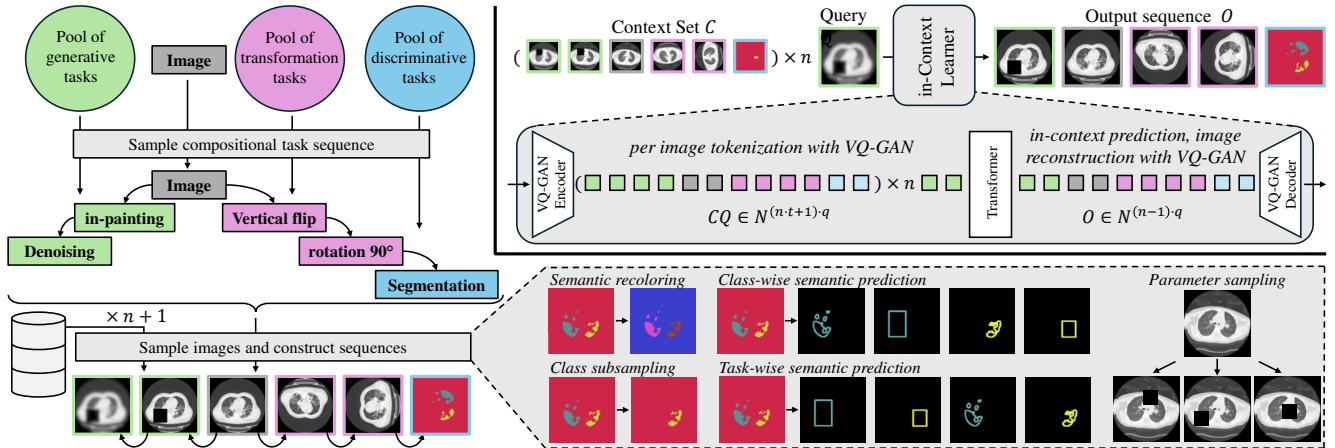 Pool of
generative
tasks
Image
Pool of
transformation
tasks
Pool of
discriminative
tasks
Sample compositional task sequence
Image
in-painting
Vertical flip
Denoising
rotation 90°
Segmentation
× n + 1
Sample images and construct sequences
Context Set C
Query
Output sequence O
( ) × n
in-Context
Learner
VQ-GAN
Encoder
per image tokenization with VQ-GAN
( ) × n
CQ ∈ N^{(n·t+1)·q}
Transformer
in-context prediction, image
reconstruction with VQ-GAN
O ∈ N^{(n−1)·q}
VQ-GAN
Decoder
Semantic recoloring
Class-wise semantic prediction
Parameter sampling
Class subsampling
Task-wise semantic prediction